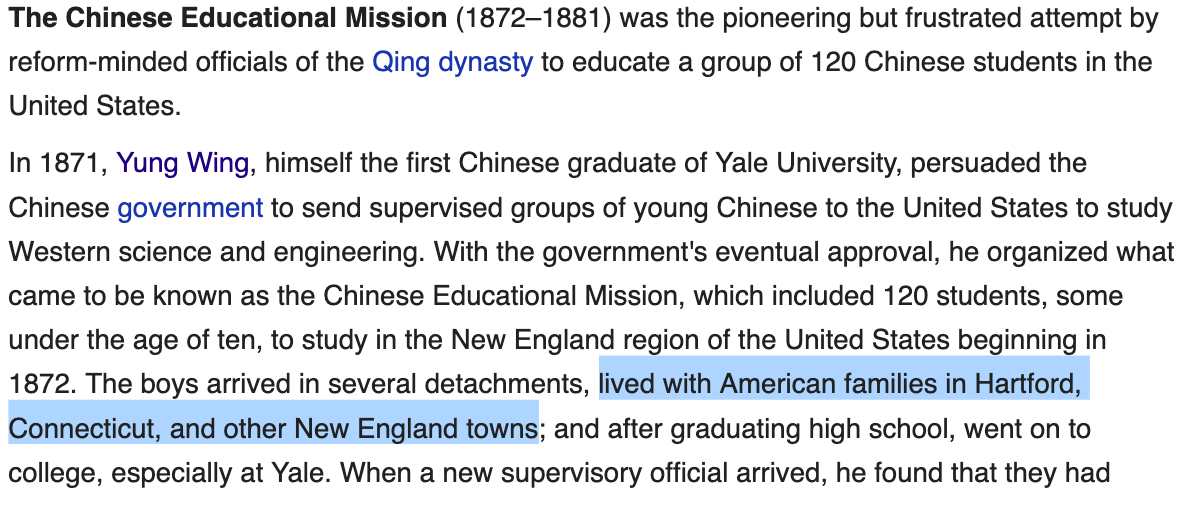 The Chinese Educational Mission (1872–1881) was the pioneering but frustrated attempt by
reform-minded officials of the Qing dynasty to educate a group of 120 Chinese students in the
United States.
In 1871, Yung Wing, himself the first Chinese graduate of Yale University, persuaded the
Chinese government to send supervised groups of young Chinese to the United States to study
Western science and engineering. With the government's eventual approval, he organized what
came to be known as the Chinese Educational Mission, which included 120 students, some
under the age of ten, to study in the New England region of the United States beginning in
1872. The boys arrived in several detachments, lived with American families in Hartford,
Connecticut, and other New England towns; and after graduating high school, went on to
college, especially at Yale. When a new supervisory official arrived, he found that they had